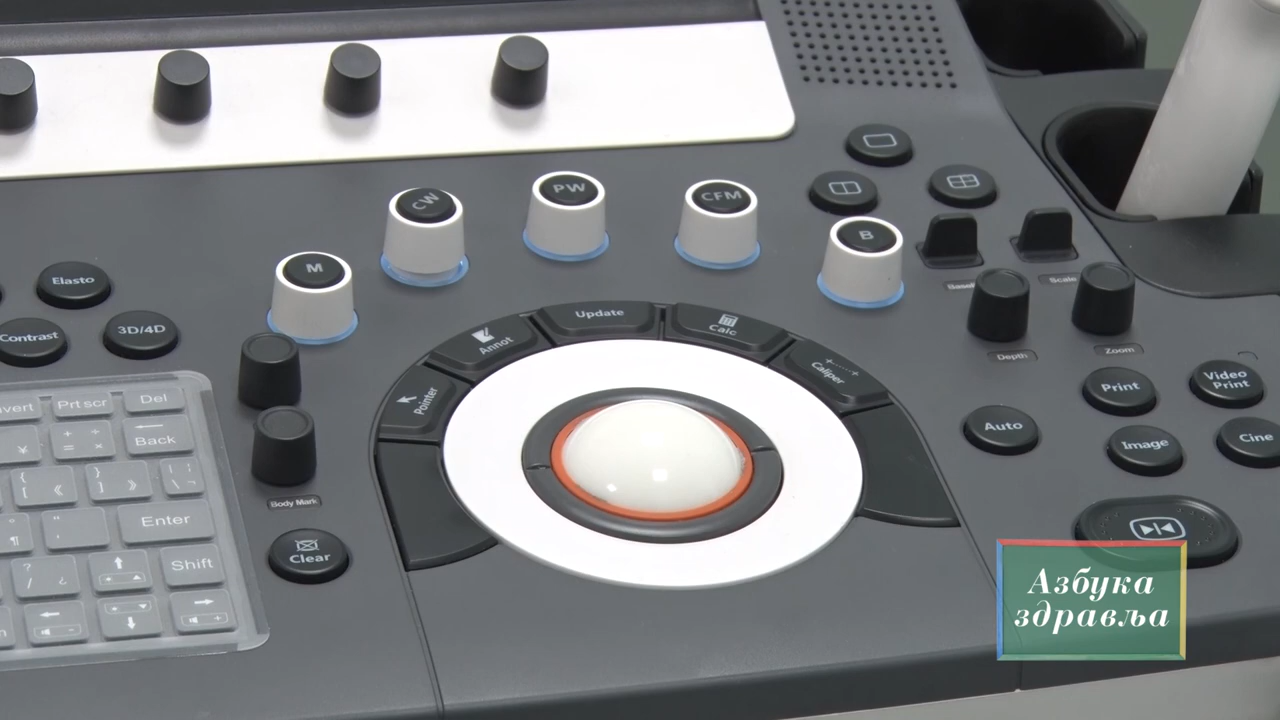 CW
PW
CFM
M
B
Elasto
Contrast
3D/4D
Update
Annot
Calc
Pointer
Caliper
Scale
Depth
Zoom
Print
Video
Print
Auto
Image
Cine
Prt scr
Del
Back
Enter
Shift
Body Mark
Clear
Азбука
здравља